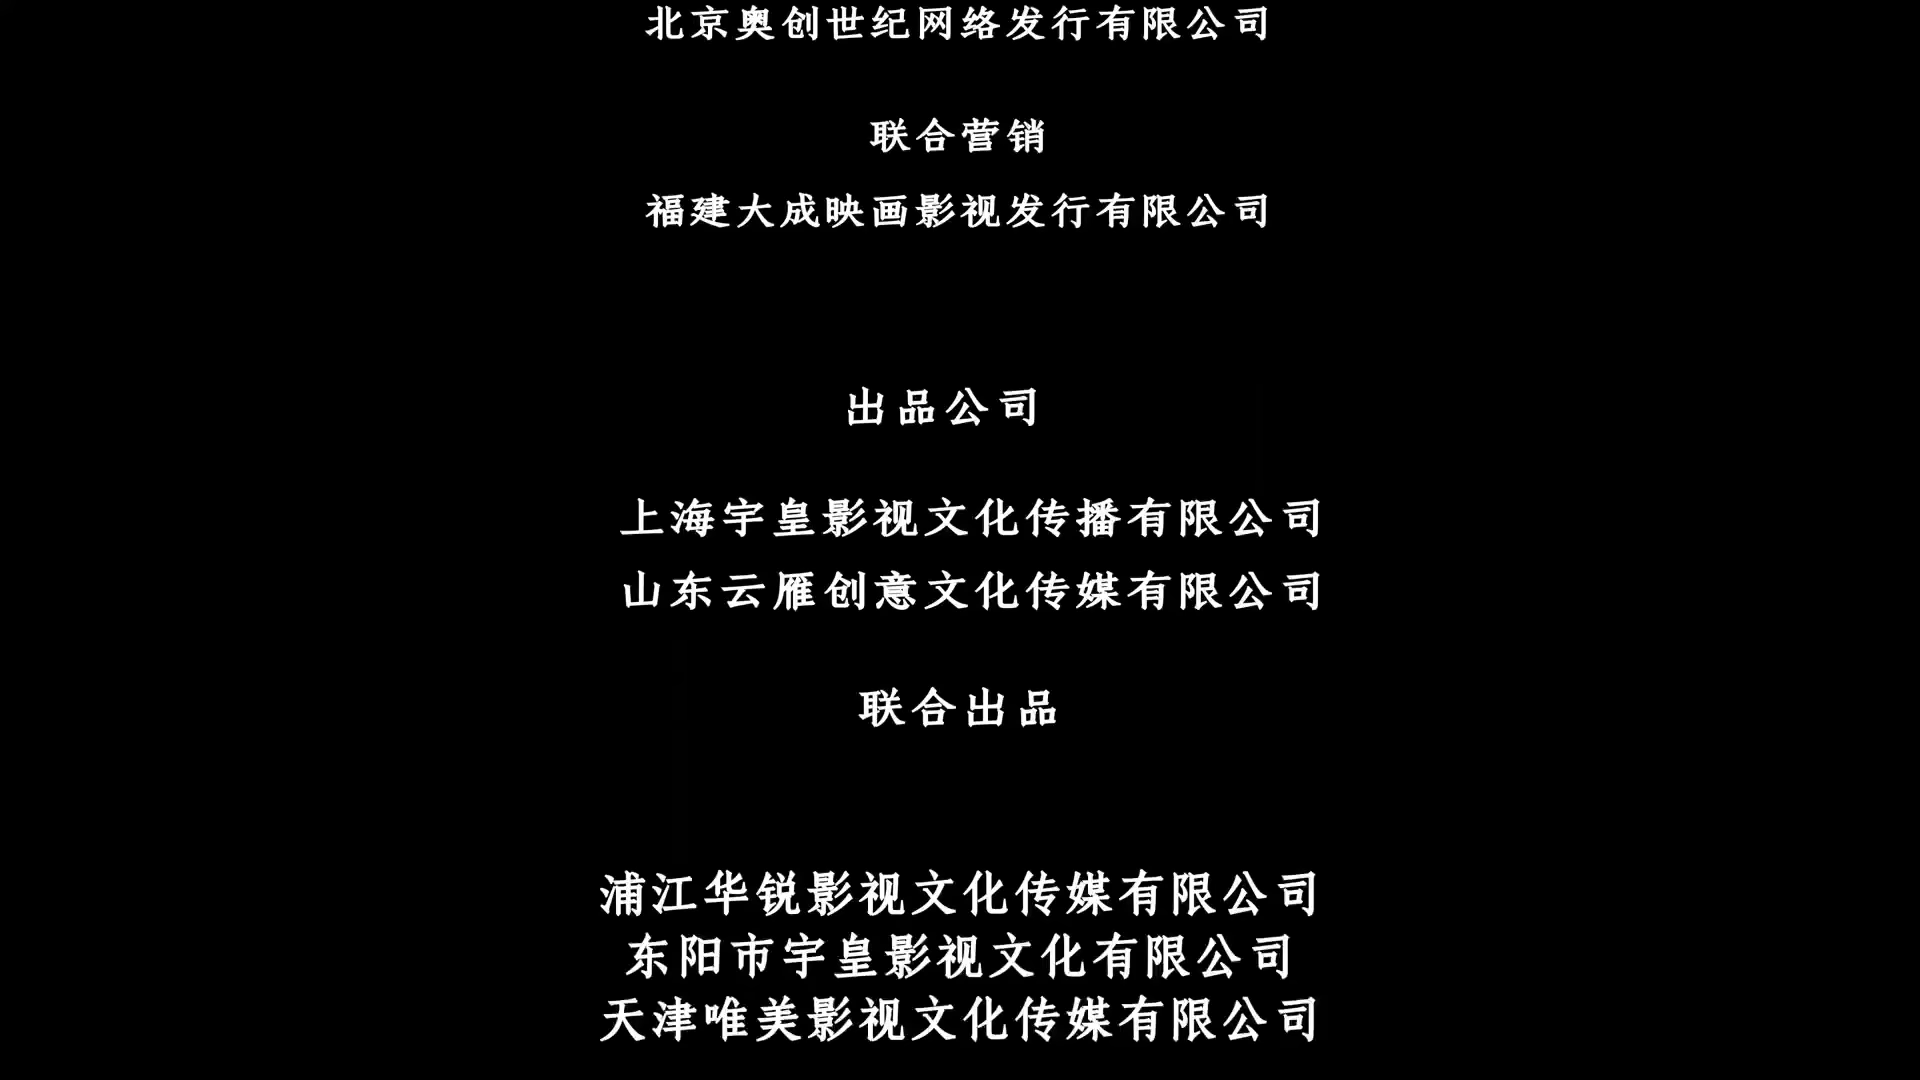 北京奥创世纪网络发行有限公司
联合营销
福建大成映画影视发行有限公司
出品公司
上海宇皇影视文化传播有限公司
山东云雁创意文化传媒有限公司
联合出品
浦江华锐影视文化传媒有限公司
东阳市宇皇影视文化有限公司
天津唯美影视文化传媒有限公司